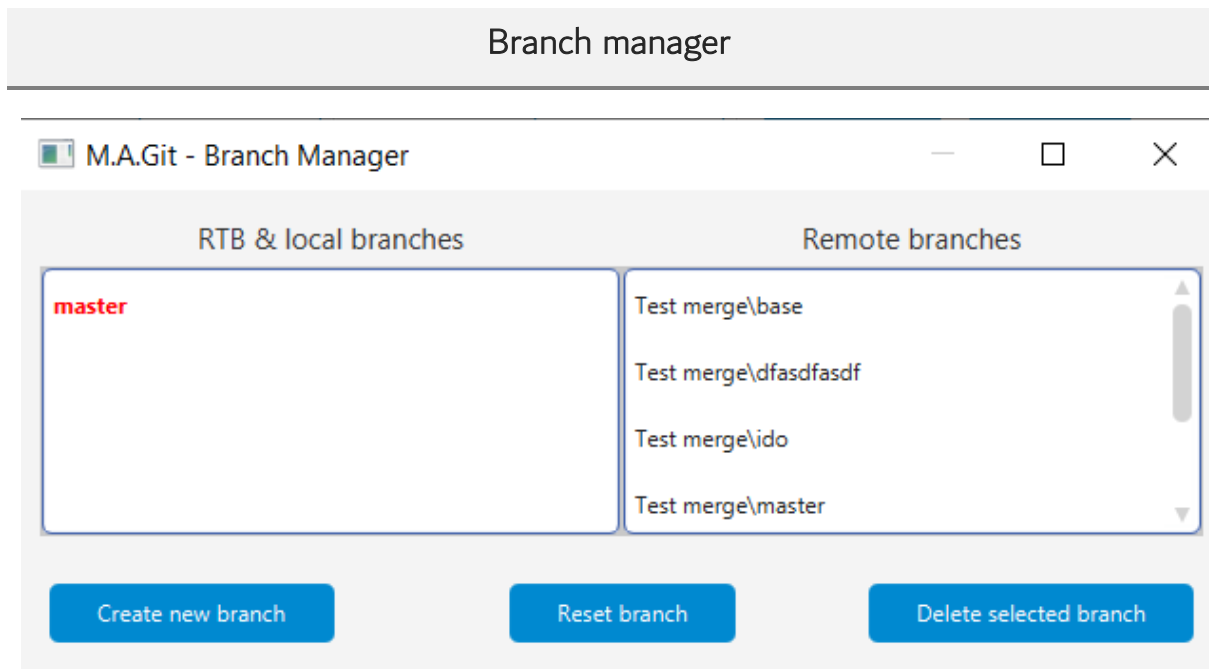 Branch manager
M.A.Git - Branch Manager
RTB & local branches
Remote branches
master
Test merge\base
Test merge\dfasdfasdf
Test merge\ido
Test merge\master
Create new branch
Reset branch
Delete selected branch